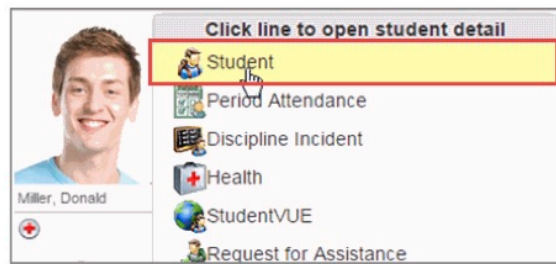 Click line to open student detail
Student
Period Attendance
Discipline Incident
Health
StudentVUE
Request for Assistance
Miller, Donald